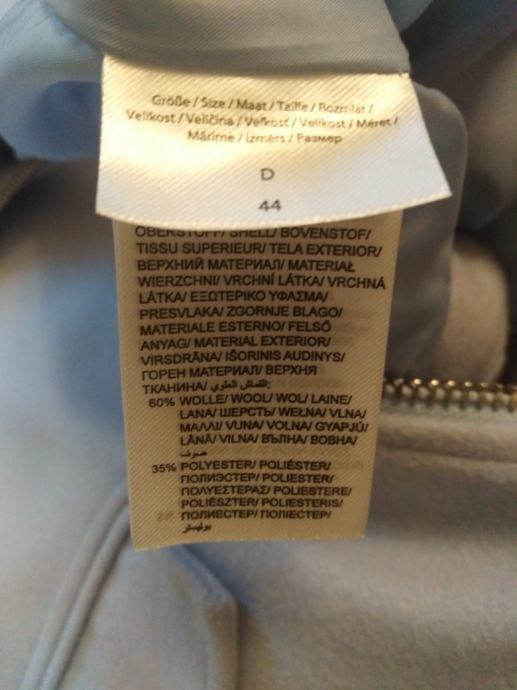 Größe / Size / Maat / Taille / Rozmiar /
Velikost / Veličina / Veľkosť / Velikost / Méret /
Mărime / Izmērs / Размер
D
44
OBERSTOFF/ SHELL/ BOVENSTOF/
TISSU SUPERIEUR/ TELA EXTERIOR/
ВЕРХНИЙ МАТЕРИАЛ/ MATERIAŁ
WIERZCHNI/ VRCHNÍ LÁTKA/ VRCHNÁ
LÁTKA/ ΕΞΩΤΕΡΙΚΟ ΥΦΑΣΜΑ/
PRESVLAKA/ ZGORNJE BLAGO/
MATERIALE ESTERNO/ FELSŐ
ANYAG/ MATERIAL EXTERIOR/
VIRSDRĀNA/ IŠORINIS AUDINYS/
ГОРЕН МАТЕРИАЛ/ ВЕРХНЯ
ТКАНИНА/ القماش العلوي:
60% WOLLE/ WOOL/ WOL/ LAINE/
LANA/ ШЕРСТЬ/ WEŁNA/ VLNA/
ΜΑΛΛΙ/ VUNA/ VOLNA/ GYAPJÚ/
LÂNĂ/ VILNA/ ВЪЛНА/ ВОВНА/
صوف
35% POLYESTER/ POLIÉSTER/
ПОЛИЭСТЕР/ POLIESTER/
ΠΟΛΥΕΣΤΕΡΑΣ/ POLIESTERE/
POLIÉSZTER/ POLIESTERIS/
ПОЛИЕСТЕР/ ПОЛІЕСТЕР/
بوليستر